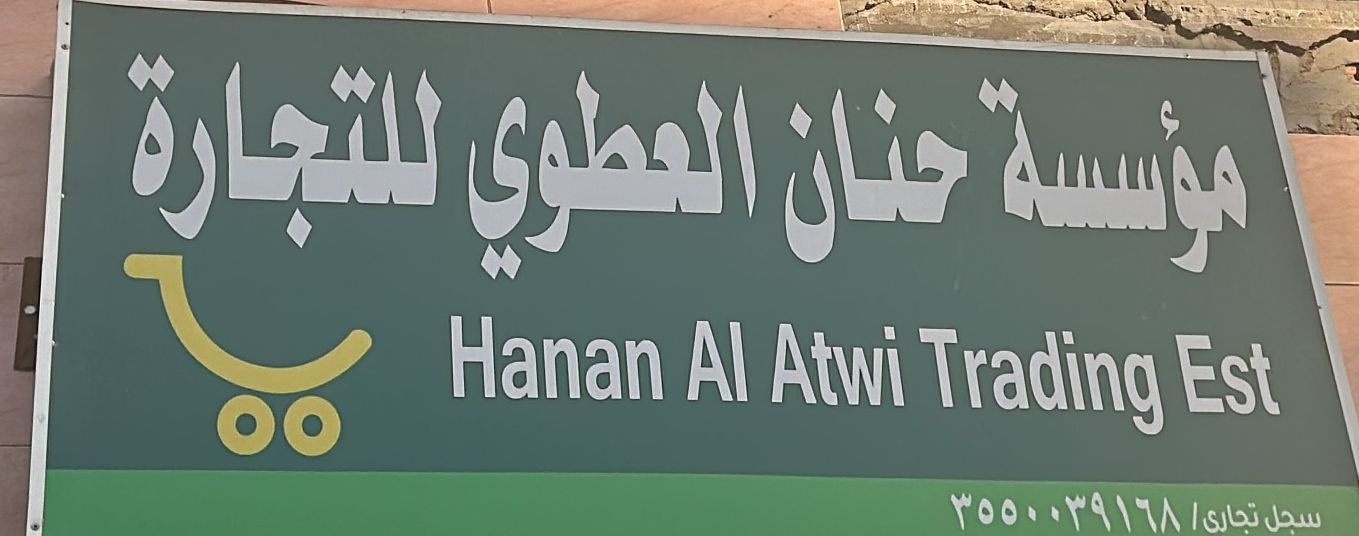 مؤسسة حنان العطوي للتجارة
Hanan Al Atwi Trading Est
سجل تجاري/ ٣٥٥٠٠٣٩١٦٨